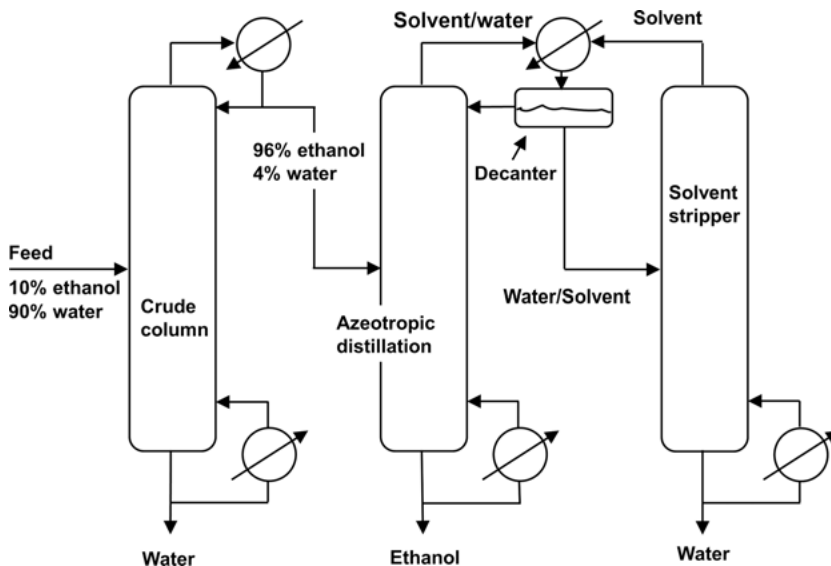 Solvent/water
Solvent
96% ethanol
4% water
Decanter
Solvent
stripper
Feed
10% ethanol
90% water
Crude
column
Azeotropic
distillation
Water/Solvent
Water
Ethanol
Water